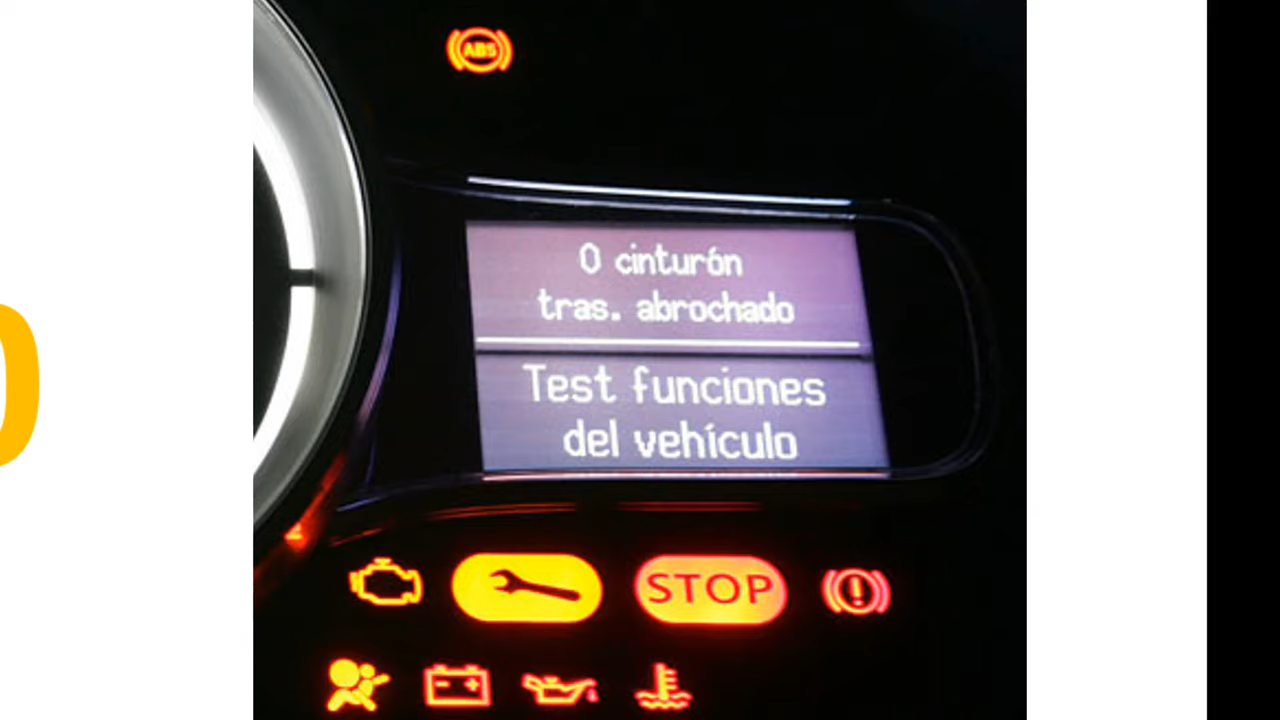 ABS
0 cinturón
tras. abrochado
Test funciones
del vehículo
STOP